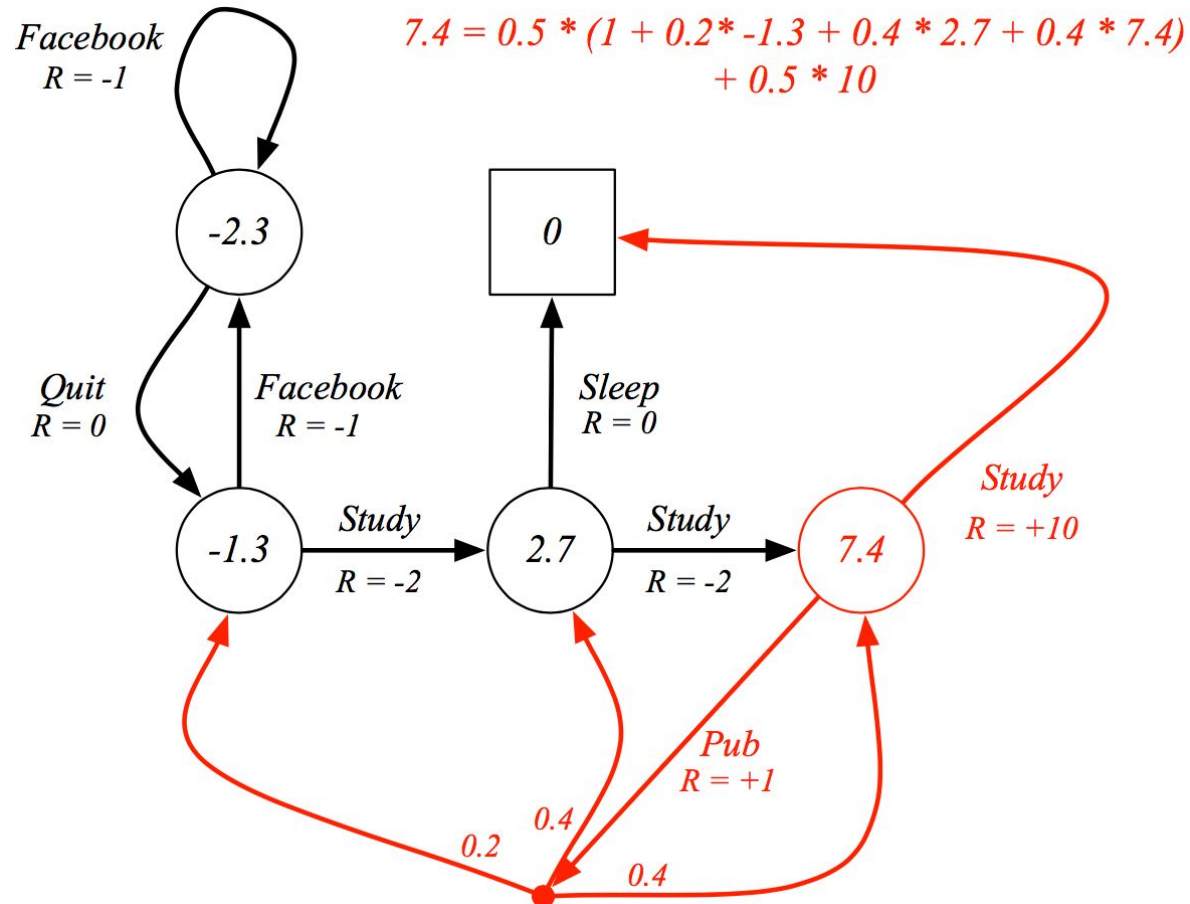 Facebook
R = -1
7.4 = 0.5 * (1 + 0.2* -1.3 + 0.4 * 2.7 + 0.4 * 7.4)
+ 0.5 * 10
-2.3
0
Quit
R = 0
Facebook
R = -1
Sleep
R = 0
Study
R = +10
-1.3
Study
R = -2
2.7
Study
R = -2
7.4
Pub
R = +1
0.2
0.4
0.4